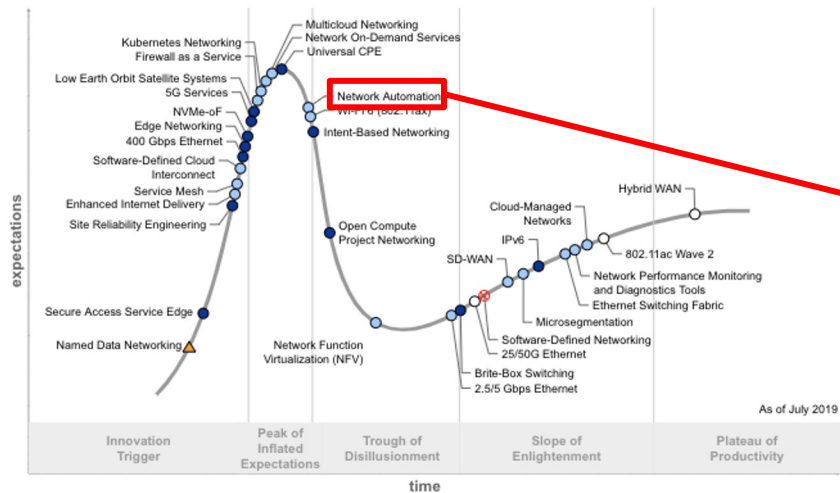 Multicloud Networking
Network On-Demand Services
Universal CPE
Kubernetes Networking
Firewall as a Service
Low Earth Orbit Satellite Systems
5G Services
NVMe-oF
Edge Networking
400 Gbps Ethernet
Software-Defined Cloud
Interconnect
Service Mesh
Enhanced Internet Delivery
Site Reliability Engineering
Secure Access Service Edge
Named Data Networking
Network Automation
Wi-Fi 6 (802.11ax)
Intent-Based Networking
Open Compute
Project Networking
Network Function
Virtualization (NFV)
Hybrid WAN
Cloud-Managed
Networks
IPv6
SD-WAN
802.11ac Wave 2
Network Performance Monitoring
and Diagnostics Tools
Ethernet Switching Fabric
Microsegmentation
Software-Defined Networking
25/50G Ethernet
Brite-Box Switching
2.5/5 Gbps Ethernet
As of July 2019
expectations
Innovation
Trigger
Peak of
Inflated
Expectations
Trough of
Disillusionment
Slope of
Enlightenment
Plateau of
Productivity
time